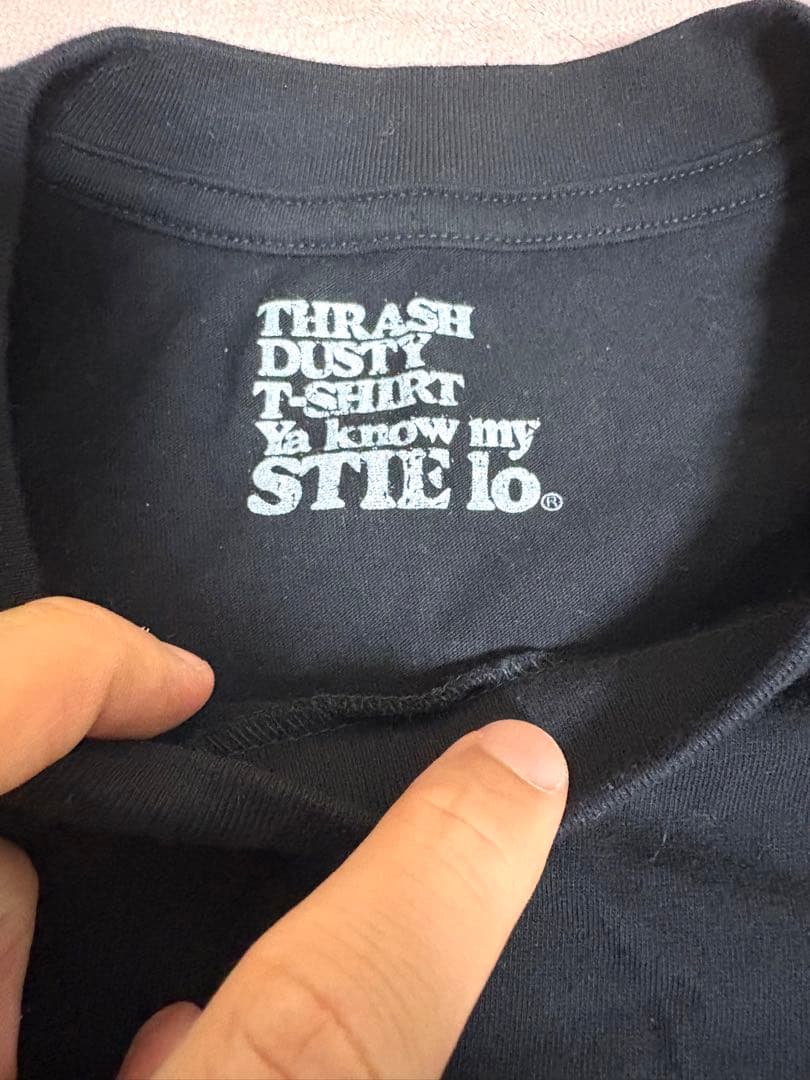 THRASH
DUSTY
T-SHIRT
Ya know my
STIE lo®